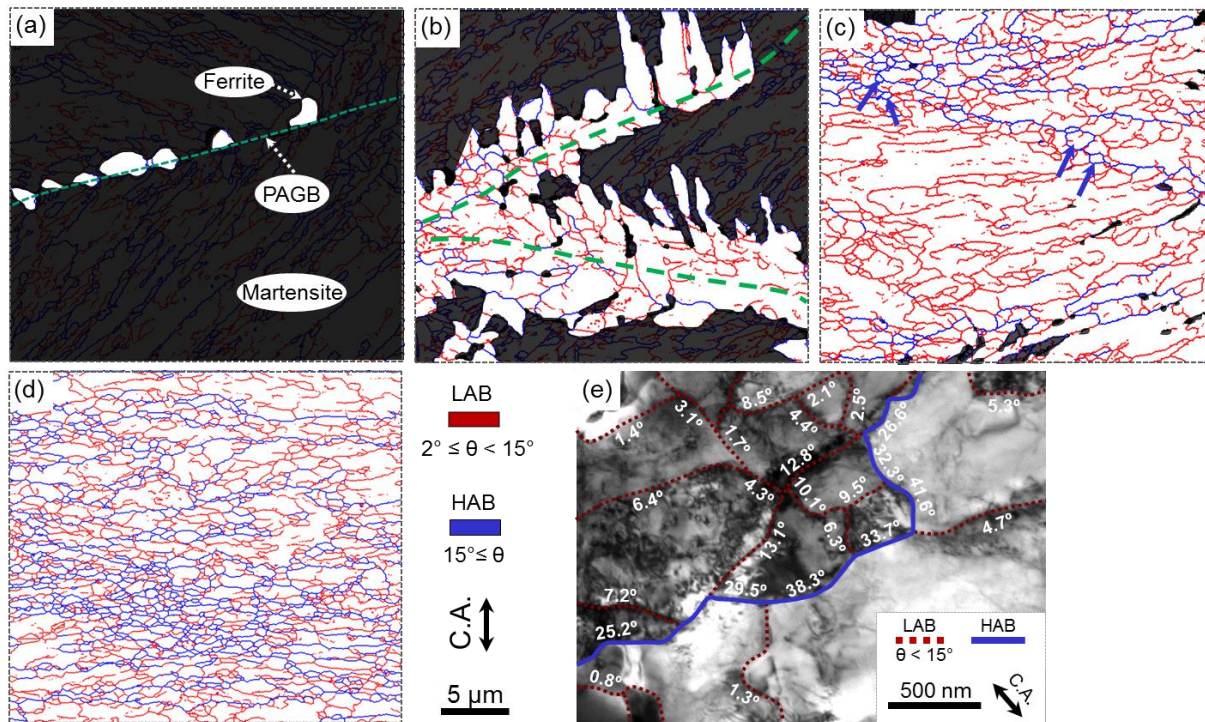 (a)
Ferrite
PAGB
Martensite
(b)
(c)
(d)
LAB
2° ≤ θ < 15°
HAB
15°≤ θ
C.A.
5 μm
(e)
1.4°
3.1°
8.5°
2.1°
2.5°
26.6°
5.3°
1.7°
4.4°
32.3°
12.8°
6.4°
4.3°
10.1°
9.5°
41.6°
13.1°
6.3°
33.7°
4.7°
7.2°
29.5°
38.3°
25.2°
0.8°
1.3°
LAB HAB
θ < 15°
500 nm
C.A.